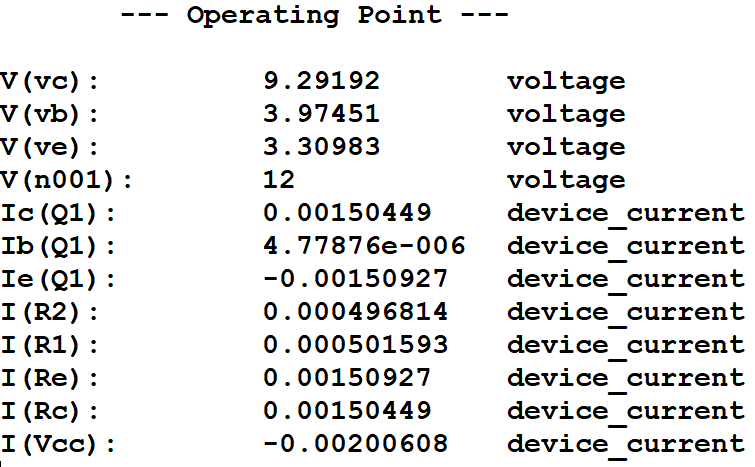 --- Operating Point ---
V(vc): 9.29192 voltage
V(vb): 3.97451 voltage
V(ve): 3.30983 voltage
V(n001): 12 voltage
Ic(Q1): 0.00150449 device_current
Ib(Q1): 4.77876e-006 device_current
Ie(Q1): -0.00150927 device_current
I(R2): 0.000496814 device_current
I(R1): 0.000501593 device_current
I(Re): 0.00150927 device_current
I(Rc): 0.00150449 device_current
I(Vcc): -0.00200608 device_current